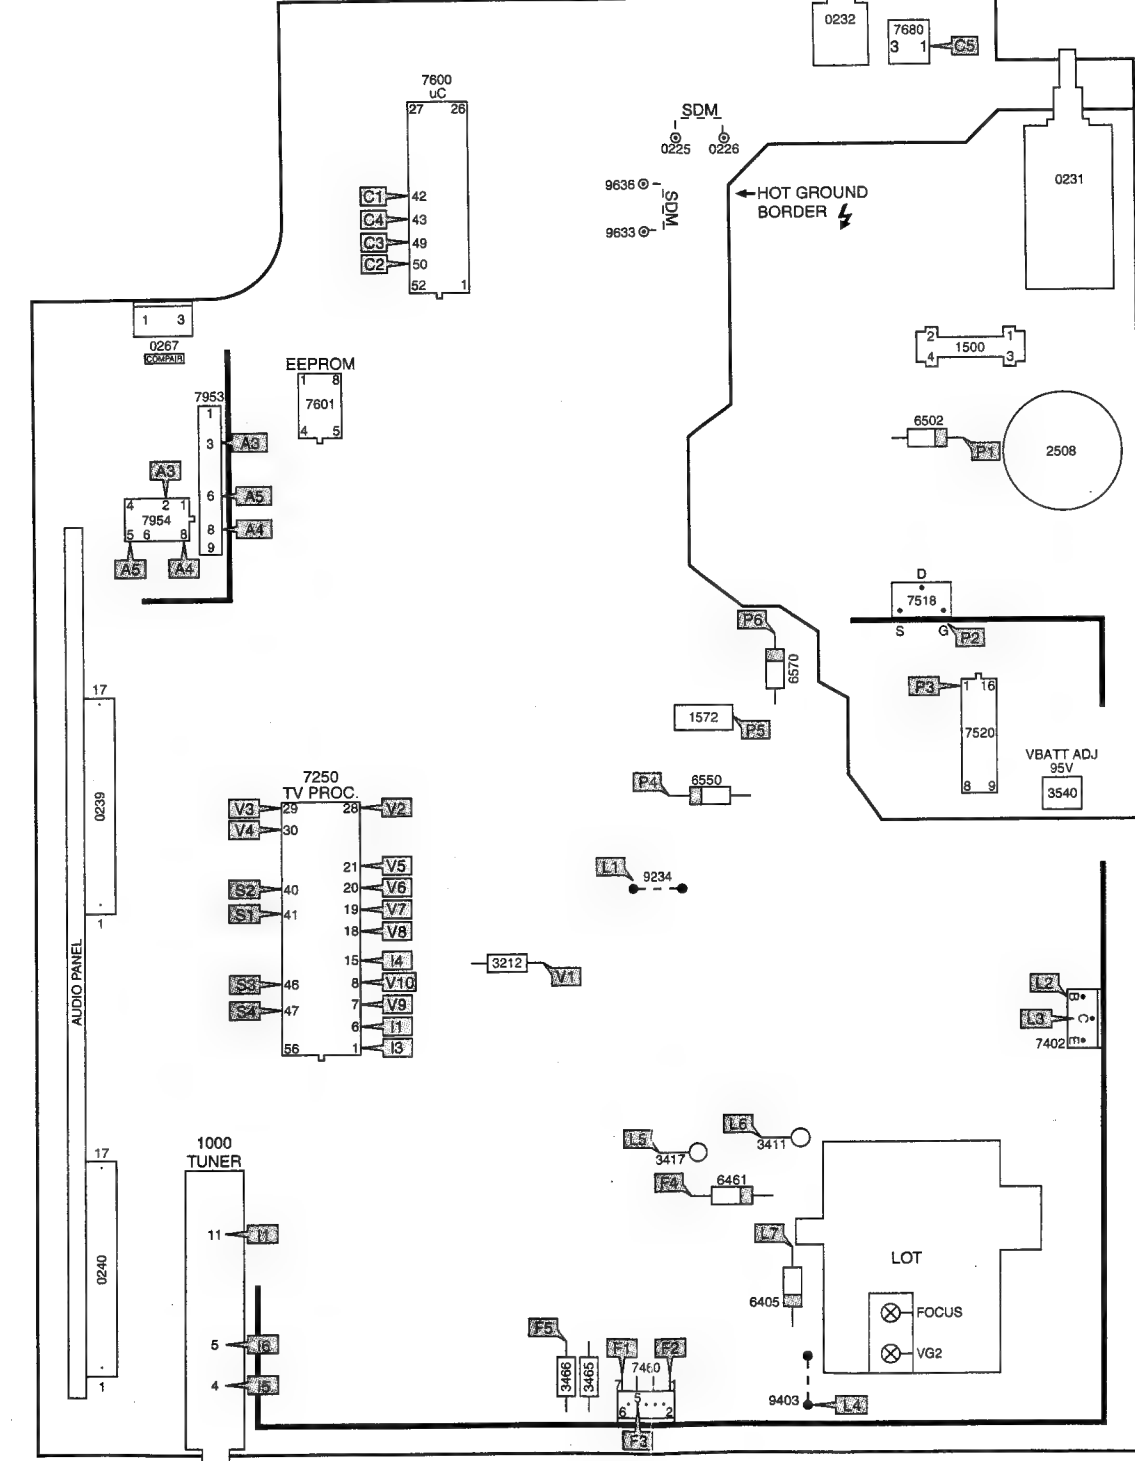 0232
7680
3 1
C5
7600
uC
27 26
C1 42
C4 43
C3 49
C2 50
52 1
SDM
0225 0226
9636
SDM
9633
HOT GROUND
BORDER
0231
1 3
0267
COMPAIR
EEPROM
1 8
7601
4 5
7953
1
3 A3
6 A5
8 A4
9
A3
4 2 1
7954
5 6 8
A5 A4
2 1
1500
4 3
6502
P1
2508
D
7518
S G
P2
P6
6570
P3
1 16
7520
8 9
1572
P5
VBATT ADJ
95V
3540
P4
6550
17
0239
1
AUDIO PANEL
7250
TV PROC.
V3 29 28 V2
V4 30
21 V5
S2 40 20 V6
S1 41 19 V7
18 V8
15 I4
S3 46 8 V10
S4 47 7 V9
6 I1
56 1 I3
L1
9234
3212
V1
L2
B
L3
C
7402
E
17
0240
1
1000
TUNER
11 I1
5 I6
4 I5
L5
3417
L6
3411
F4
6461
L7
6405
LOT
FOCUS
VG2
F5
3466
3465
F1
F2
7460
5
6 2
F3
9403
L4